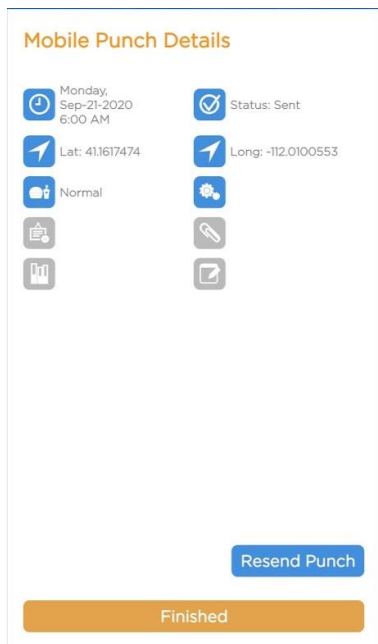 Mobile Punch Details
Monday,
Sep-21-2020
6:00 AM
Status: Sent
Lat: 41.1617474
Long: -112.0100553
Normal
Resend Punch
Finished